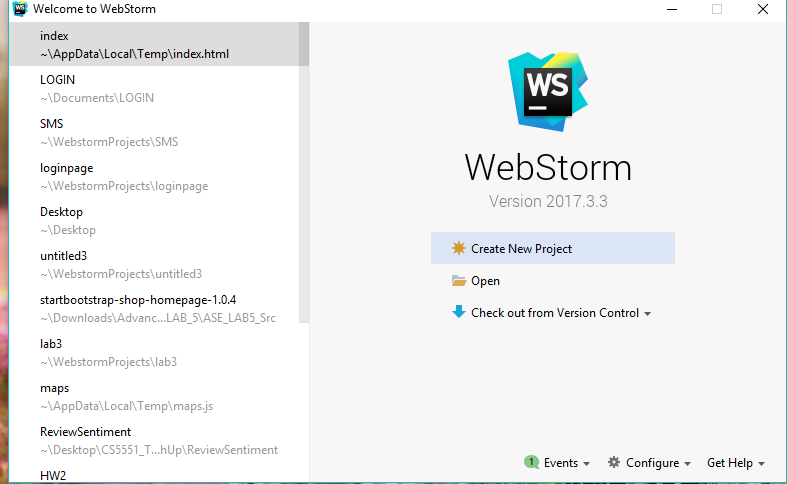 Welcome to WebStorm
index
~\AppData\Local\Temp\index.html
LOGIN
~\Documents\LOGIN
SMS
~\WebstormProjects\SMS
loginpage
~\WebstormProjects\loginpage
Desktop
~\Desktop
untitled3
~\WebstormProjects\untitled3
startbootstrap-shop-homepage-1.0.4
~\Downloads\Advanc...LAB_5\ASE_LAB5_Src
lab3
~\WebstormProjects\lab3
maps
~\AppData\Local\Temp\maps.js
ReviewSentiment
~\Desktop\CS5551_T...hUp\ReviewSentiment
HW2
WS
WebStorm
Version 2017.3.3
Create New Project
Open
Check out from Version Control
1 Events
Configure
Get Help